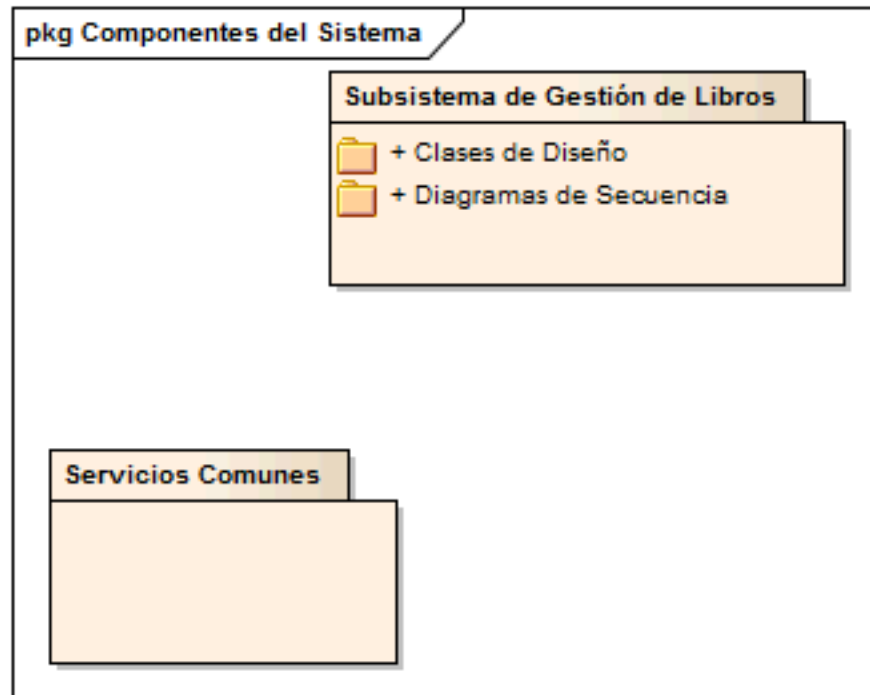 pkg Componentes del Sistema
Subsistema de Gestión de Libros
+ Clases de Diseño
+ Diagramas de Secuencia
Servicios Comunes